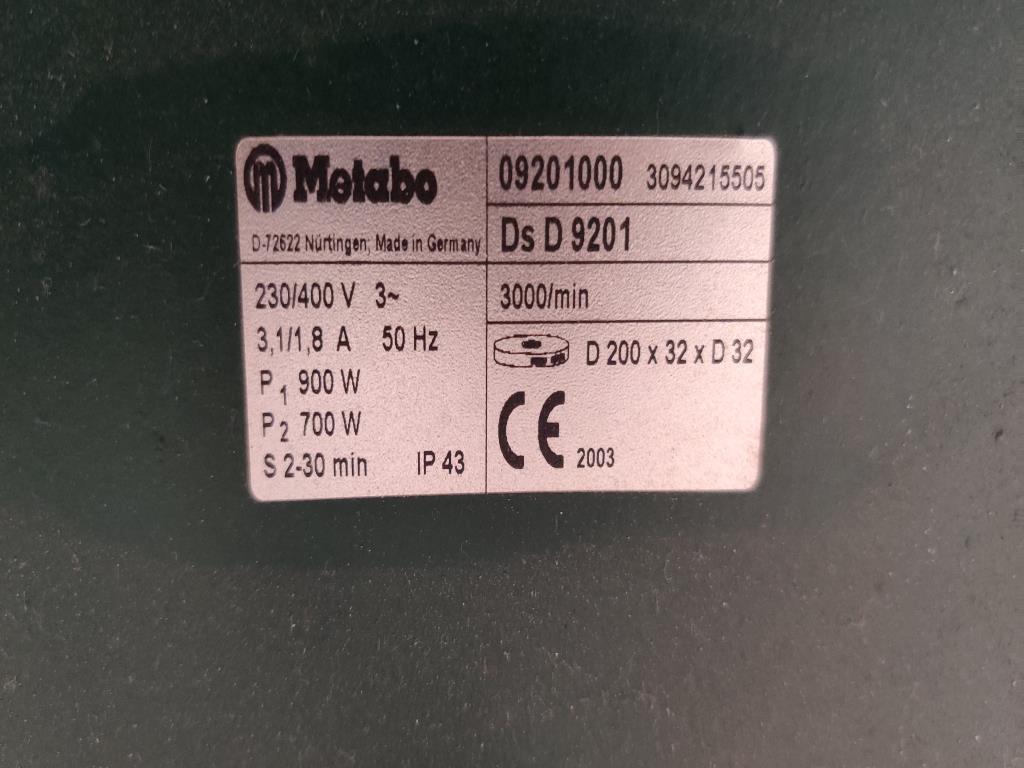 Metabo
D-72622 Nürtingen; Made in Germany
09201000 3094215505
Ds D 9201
230/400 V 3~
3,1/1,8 A 50 Hz
P1 900 W
P2 700 W
S 2-30 min IP 43
3000/min
D 200 x 32 x D 32
CE 2003